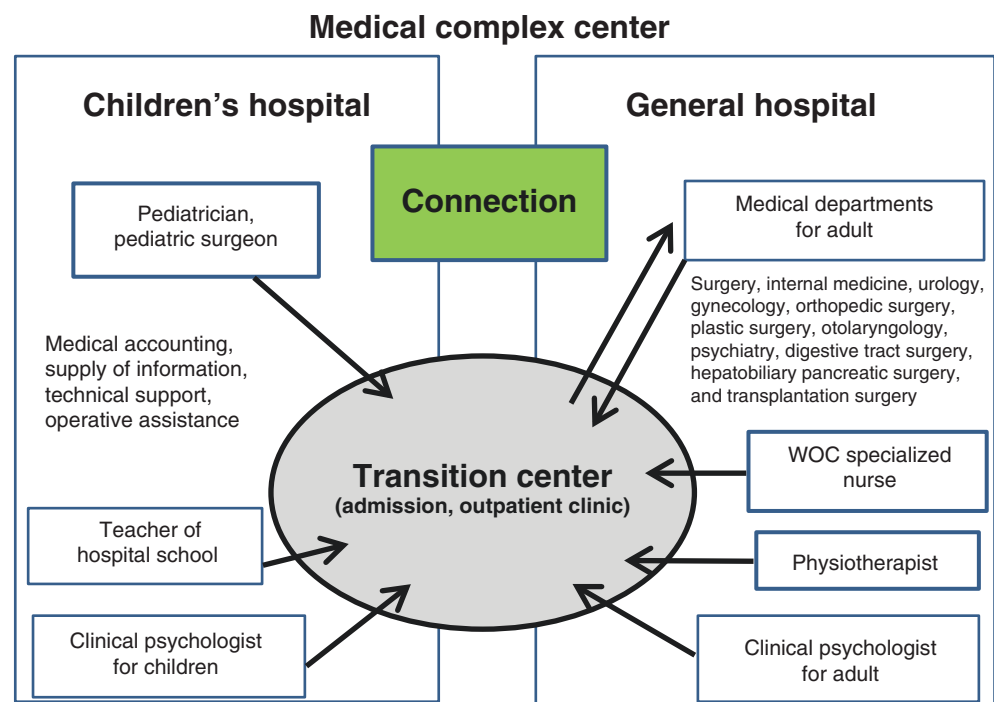 Medical complex center
Children's hospital
General hospital
Connection
Pediatrician,
pediatric surgeon
Medical departments
for adult
Surgery, internal medicine, urology,
gynecology, orthopedic surgery,
plastic surgery, otolaryngology,
psychiatry, digestive tract surgery,
hepatobiliary pancreatic surgery,
and transplantation surgery
Medical accounting,
supply of information,
technical support,
operative assistance
Transition center
(admission, outpatient clinic)
WOC specialized
nurse
Teacher of
hospital school
Physiotherapist
Clinical psychologist
for children
Clinical psychologist
for adult